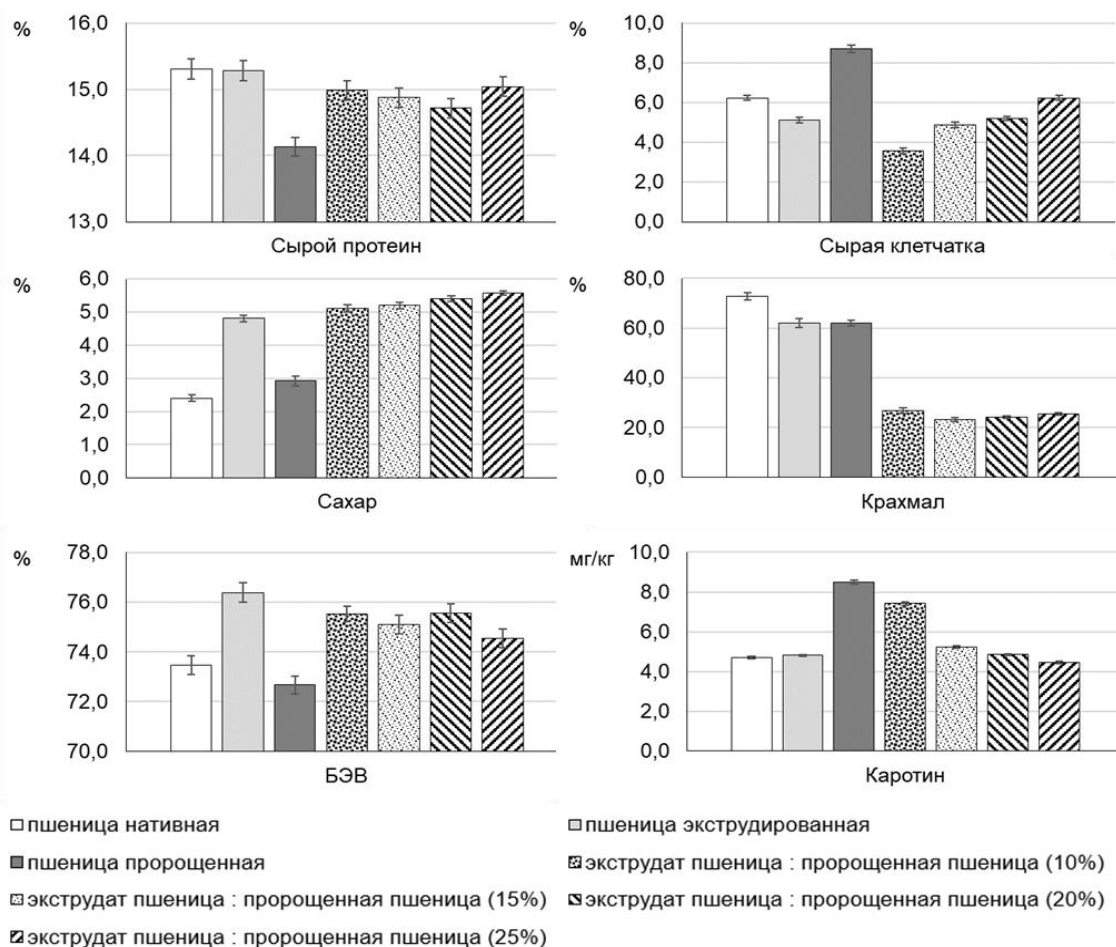 %
16,0
15,0
14,0
13,0
Сырой протеин
%
10,0
8,0
6,0
4,0
2,0
0,0
Сырая клетчатка
%
6,0
5,0
4,0
3,0
2,0
1,0
0,0
Сахар
%
80,0
60,0
40,0
20,0
0,0
Крахмал
%
78,0
76,0
74,0
72,0
70,0
БЭВ
мг/кг
10,0
8,0
6,0
4,0
2,0
0,0
Каротин
пшеница нативная
пшеница экструдированная
пшеница пророщенная
экструдат пшеница : пророщенная пшеница (10%)
экструдат пшеница : пророщенная пшеница (15%)
экструдат пшеница : пророщенная пшеница (20%)
экструдат пшеница : пророщенная пшеница (25%)